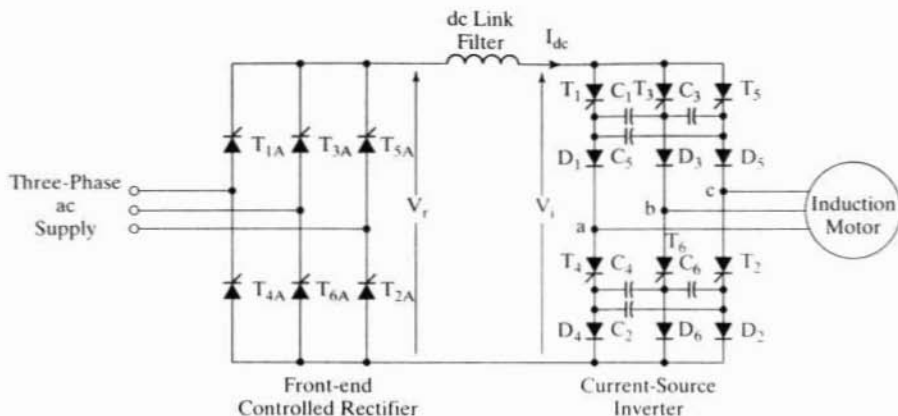 dc Link
Filter
I_dc
T_1 C_1 T_3 C_3 T_5
T_1A T_3A T_5A
D_1 C_5 D_3 D_5
Three-Phase
ac
Supply
V_r V_i
c
b
a
Induction
Motor
T_6
T_4 C_4 C_6 T_2
T_4A T_6A T_2A
D_4 C_2 D_6 D_2
Front-end
Controlled Rectifier
Current-Source
Inverter